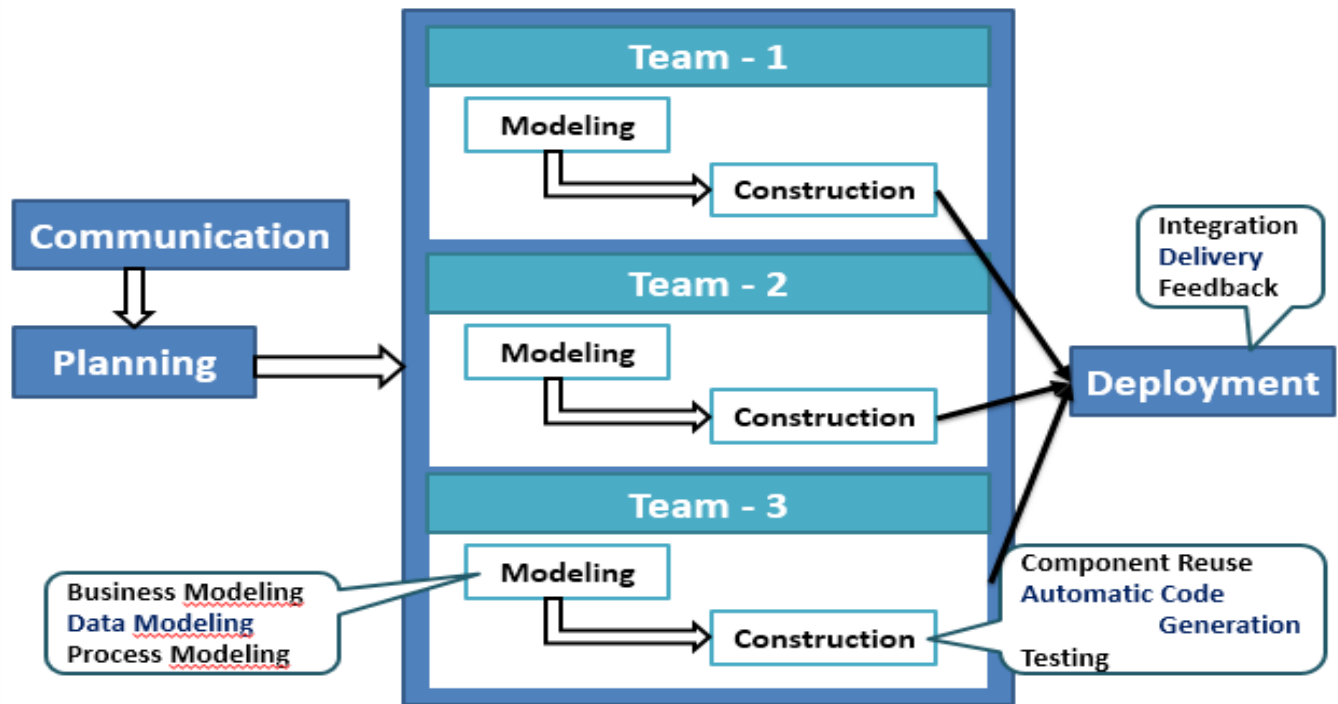 Team - 1
Modeling
Construction
Communication
Planning
Team - 2
Modeling
Construction
Integration
Delivery
Feedback
Deployment
Team - 3
Modeling
Construction
Business Modeling
Data Modeling
Process Modeling
Component Reuse
Automatic Code
Generation
Testing